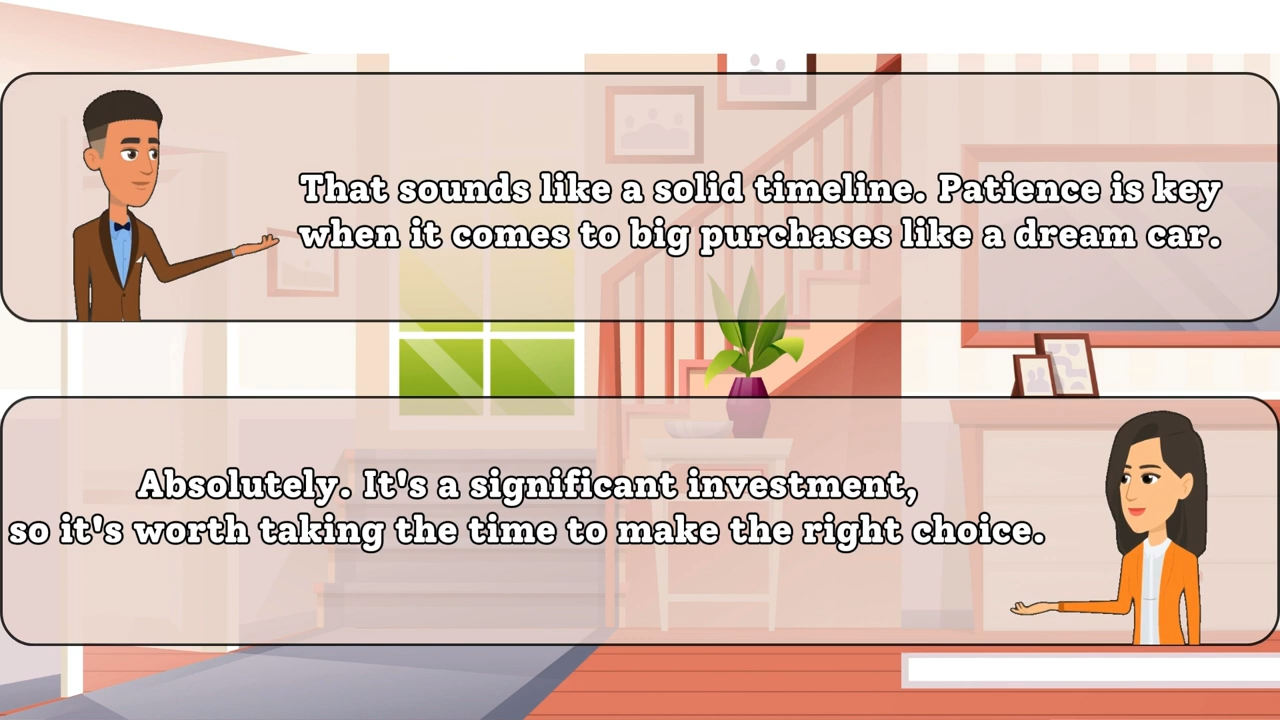 That sounds like a solid timeline. Patience is key
when it comes to big purchases like a dream car.
Absolutely. It's a significant investment,
so it's worth taking the time to make the right choice.